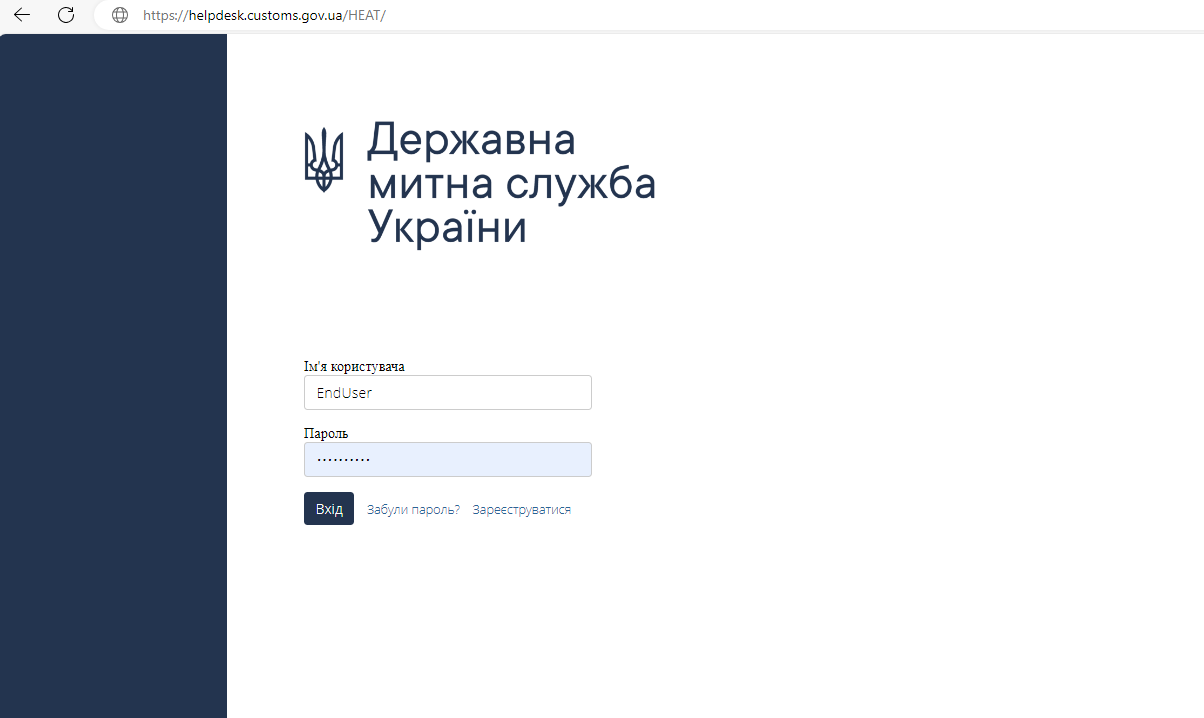 https://helpdesk.customs.gov.ua/HEAT/
Державна
митна служба
України
Ім'я користувача
EndUser
Пароль
··········
Вхід Забули пароль? Зареєструватися